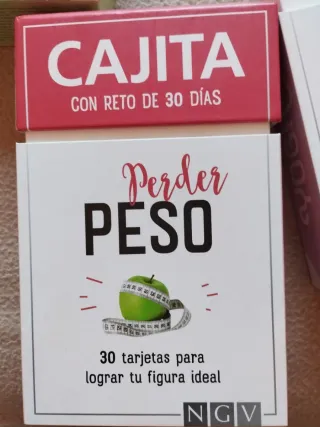 CAJITA
CON RETO DE 30 DÍAS
Perder
PESO
30 tarjetas para
lograr tu figura ideal
NGV